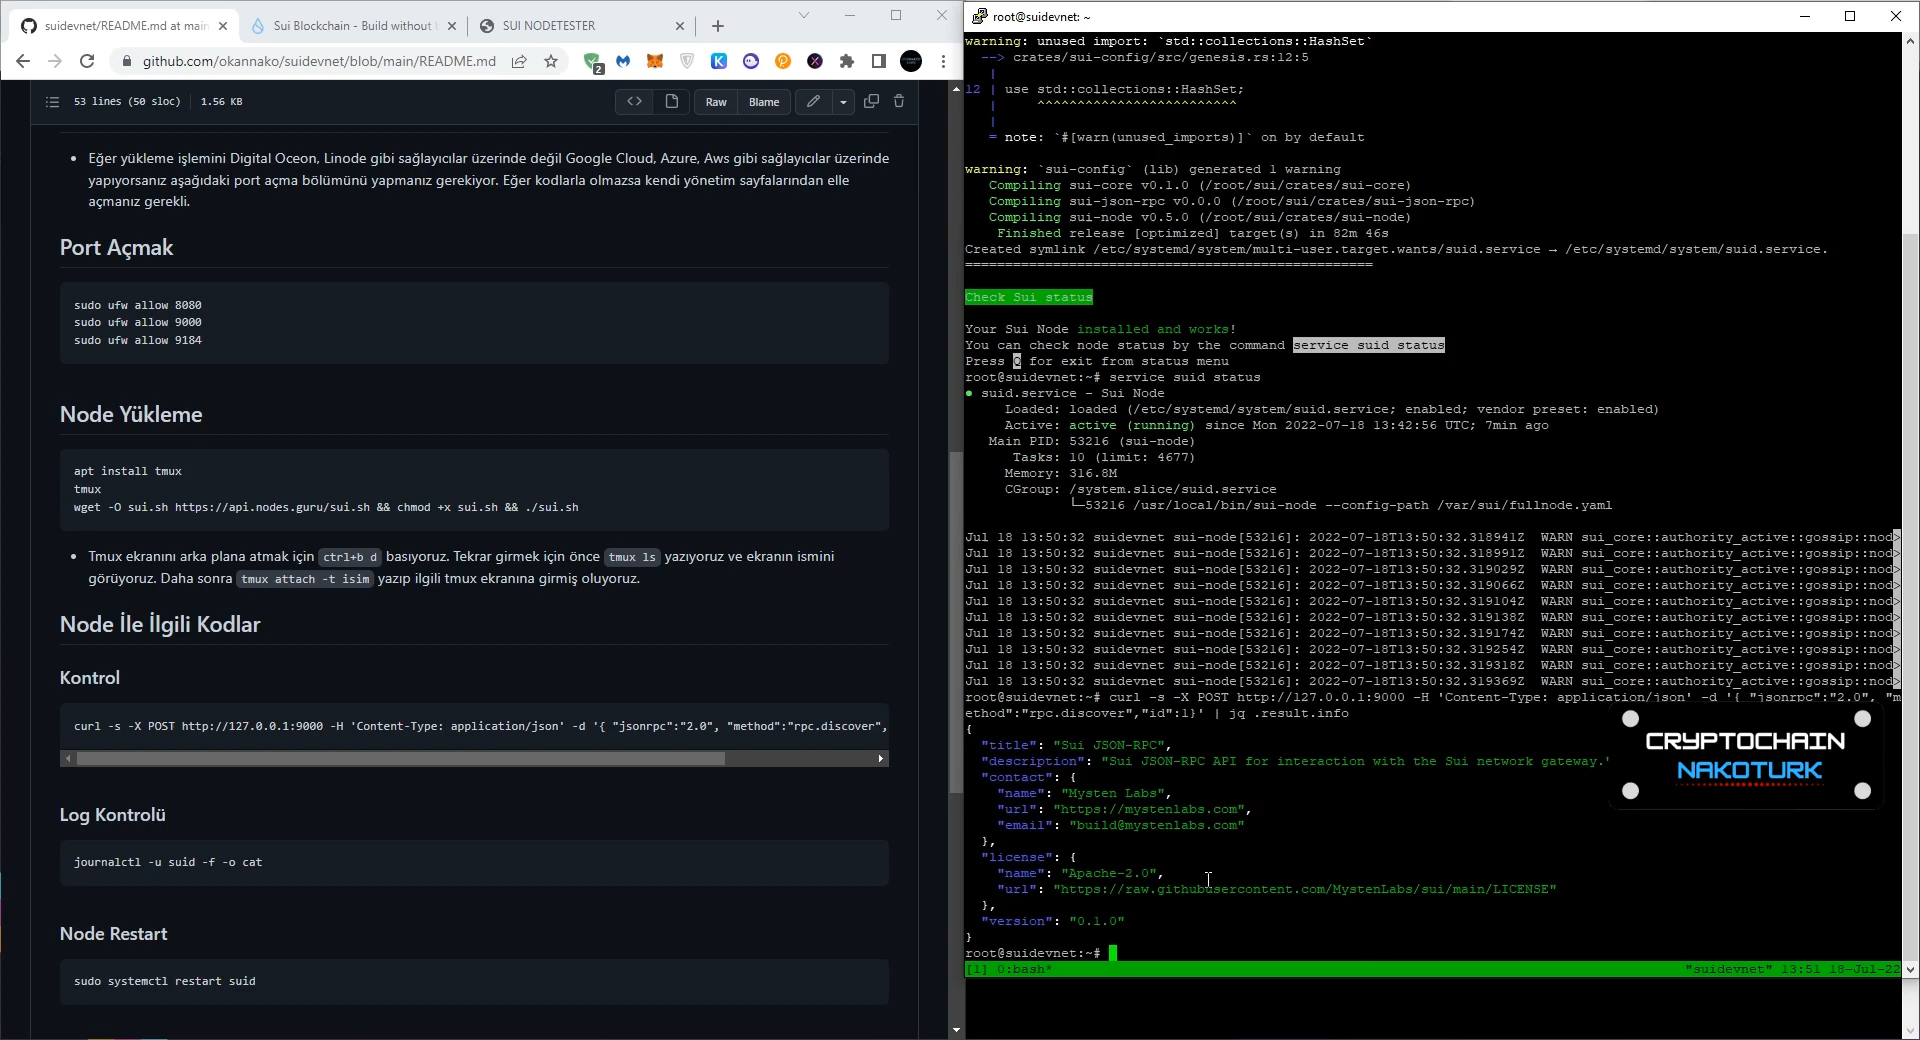 suidevnet/README.md at main
Sui Blockchain - Build without b
SUI NODETESTER
github.com/okannako/suidevnet/blob/main/README.md
2
53 lines (50 sloc)
1.56 KB
Raw
Blame
Eğer yükleme işlemini Digital Oceon, Linode gibi sağlayıcılar üzerinde değil Google Cloud, Azure, Aws gibi sağlayıcılar üzerinde
yapıyorsanız aşağıdaki port açma bölümünü yapmanız gerekiyor. Eğer kodlarla olmazsa kendi yönetim sayfalarından elle
açmanız gerekli.
Port Açmak
sudo ufw allow 8080
sudo ufw allow 9000
sudo ufw allow 9184
Node Yükleme
apt install tmux
tmux
wget -O sui.sh https://api.nodes.guru/sui.sh && chmod +x sui.sh && ./sui.sh
Tmux ekranını arka plana atmak için ctrl+b d basıyoruz. Tekrar girmek için önce tmux ls yazıyoruz ve ekranın ismini
görüyoruz. Daha sonra tmux attach -t isim yazıp ilgili tmux ekranına girmiş oluyoruz.
Node İle İlgili Kodlar
Kontrol
curl -s -X POST http://127.0.0.1:9000 -H 'Content-Type: application/json' -d '{ "jsonrpc":"2.0", "method":"rpc.discover",
Log Kontrolü
journalctl -u suid -f -o cat
Node Restart
sudo systemctl restart suid
root@suidevnet: ~
warning: unused import: `std::collections::HashSet`
--> crates/sui-config/src/genesis.rs:12:5
|
12 | use std::collections::HashSet;
| ^^^^^^^^^^^^^^^^^^^^^^^^^
|
= note: `#[warn(unused_imports)]` on by default
warning: `sui-config` (lib) generated 1 warning
Compiling sui-core v0.1.0 (/root/sui/crates/sui-core)
Compiling sui-json-rpc v0.0.0 (/root/sui/crates/sui-json-rpc)
Compiling sui-node v0.5.0 (/root/sui/crates/sui-node)
Finished release [optimized] target(s) in 82m 46s
Created symlink /etc/systemd/system/multi-user.target.wants/suid.service → /etc/systemd/system/suid.service.
===================================================
Check Sui status
Your Sui Node installed and works!
You can check node status by the command service suid status
Press Q for exit from status menu
root@suidevnet:~# service suid status
● suid.service - Sui Node
Loaded: loaded (/etc/systemd/system/suid.service; enabled; vendor preset: enabled)
Active: active (running) since Mon 2022-07-18 13:42:56 UTC; 7min ago
Main PID: 53216 (sui-node)
Tasks: 10 (limit: 4677)
Memory: 316.8M
CGroup: /system.slice/suid.service
└─53216 /usr/local/bin/sui-node --config-path /var/sui/fullnode.yaml
Jul 18 13:50:32 suidevnet sui-node[53216]: 2022-07-18T13:50:32.318941Z  WARN sui_core::authority_active::gossip::nod>
Jul 18 13:50:32 suidevnet sui-node[53216]: 2022-07-18T13:50:32.318991Z  WARN sui_core::authority_active::gossip::nod>
Jul 18 13:50:32 suidevnet sui-node[53216]: 2022-07-18T13:50:32.319029Z  WARN sui_core::authority_active::gossip::nod>
Jul 18 13:50:32 suidevnet sui-node[53216]: 2022-07-18T13:50:32.319066Z  WARN sui_core::authority_active::gossip::nod>
Jul 18 13:50:32 suidevnet sui-node[53216]: 2022-07-18T13:50:32.319104Z  WARN sui_core::authority_active::gossip::nod>
Jul 18 13:50:32 suidevnet sui-node[53216]: 2022-07-18T13:50:32.319138Z  WARN sui_core::authority_active::gossip::nod>
Jul 18 13:50:32 suidevnet sui-node[53216]: 2022-07-18T13:50:32.319174Z  WARN sui_core::authority_active::gossip::nod>
Jul 18 13:50:32 suidevnet sui-node[53216]: 2022-07-18T13:50:32.319254Z  WARN sui_core::authority_active::gossip::nod>
Jul 18 13:50:32 suidevnet sui-node[53216]: 2022-07-18T13:50:32.319318Z  WARN sui_core::authority_active::gossip::nod>
Jul 18 13:50:32 suidevnet sui-node[53216]: 2022-07-18T13:50:32.319369Z  WARN sui_core::authority_active::gossip::nod>
root@suidevnet:~# curl -s -X POST http://127.0.0.1:9000 -H 'Content-Type: application/json' -d '{ "jsonrpc":"2.0", "m
ethod":"rpc.discover","id":1}' | jq .result.info
{
"title": "Sui JSON-RPC",
"description": "Sui JSON-RPC API for interaction with the Sui network gateway."
"contact": {
"name": "Mysten Labs",
"url": "https://mystenlabs.com",
"email": "build@mystenlabs.com"
},
"license": {
"name": "Apache-2.0",
"url": "https://raw.githubusercontent.com/MystenLabs/sui/main/LICENSE"
},
"version": "0.1.0"
}
root@suidevnet:~#
[1] 0:bash*
"suidevnet" 13:51 18-Jul-22
CRYPTOCHAIN
NAKOTURK